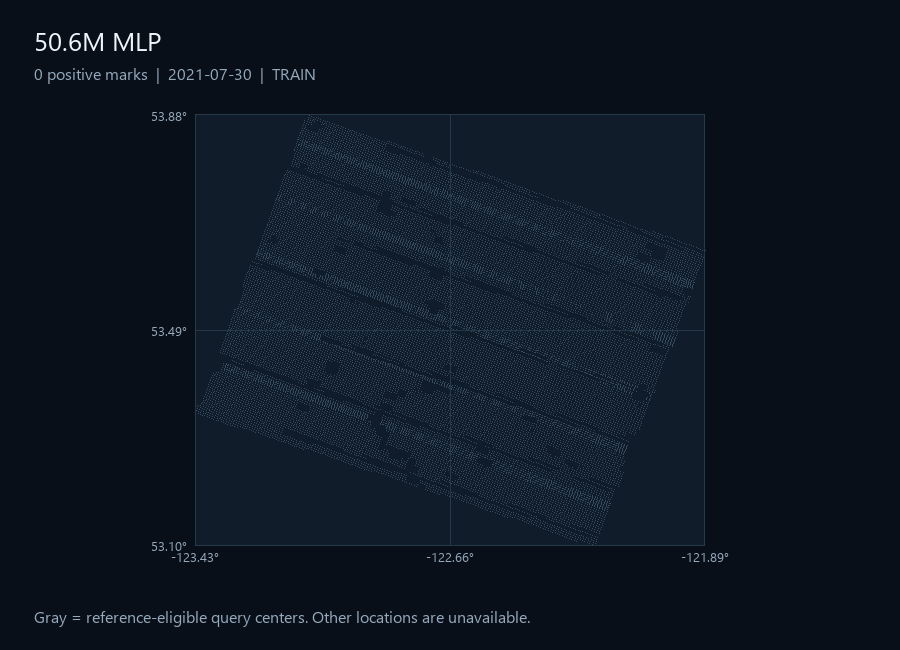 50.6M MLP
0 positive marks | 2021-07-30 | TRAIN
53.88°
53.49°
53.10°
-123.43°
-122.66°
-121.89°
Gray = reference-eligible query centers. Other locations are unavailable.